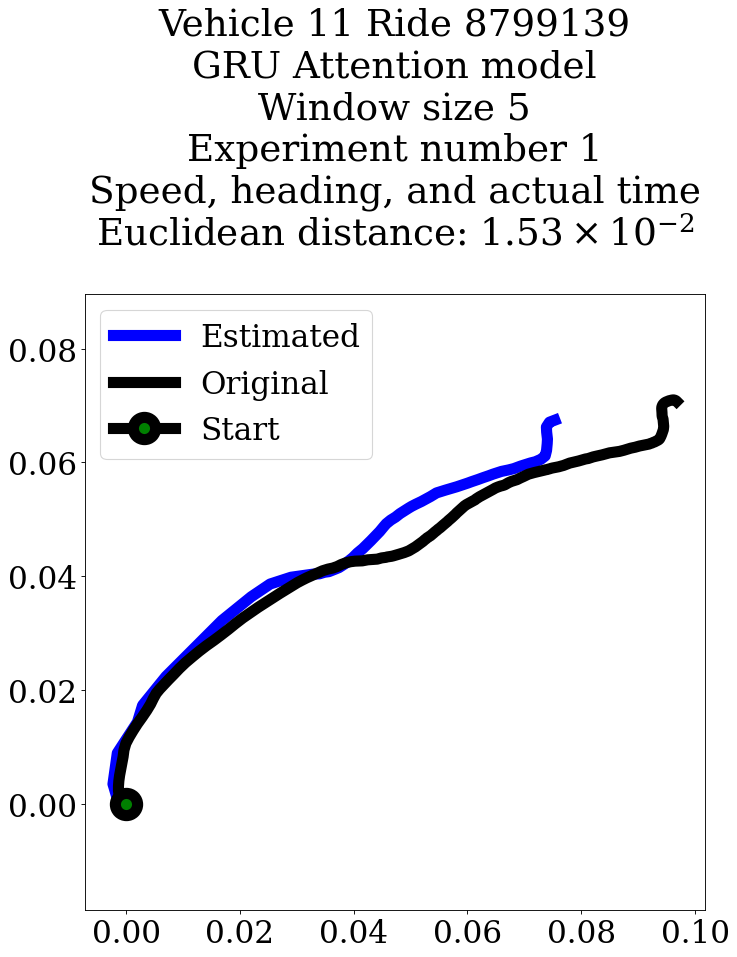 Vehicle 11 Ride 8799139
GRU Attention model
Window size 5
Experiment number 1
Speed, heading, and actual time
Euclidean distance: 1.53 × 10⁻²
Estimated
Original
Start
0.08
0.06
0.04
0.02
0.00
0.00 0.02 0.04 0.06 0.08 0.10